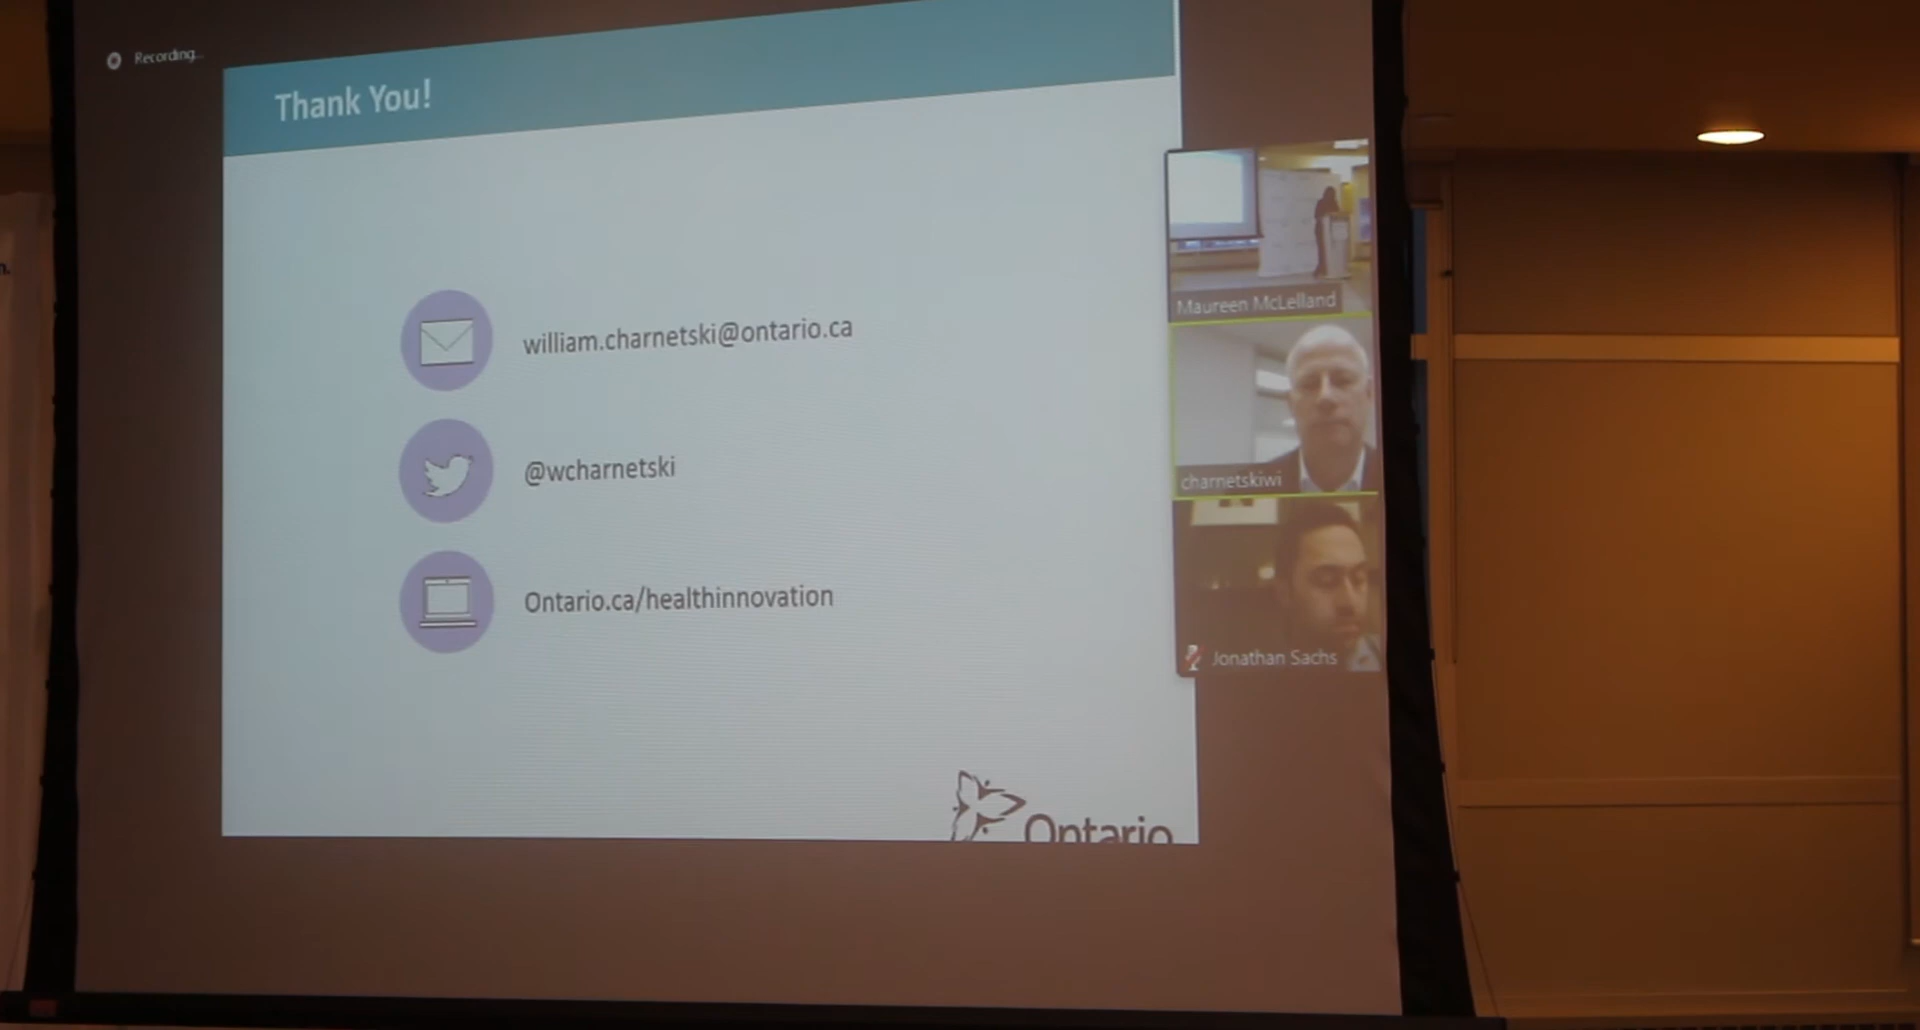 Recording...
Thank You!
william.charnetski@ontario.ca
@wcharnetski
Ontario.ca/healthinnovation
Ontario
Maureen McLelland
charnetskiwi
Jonathan Sachs